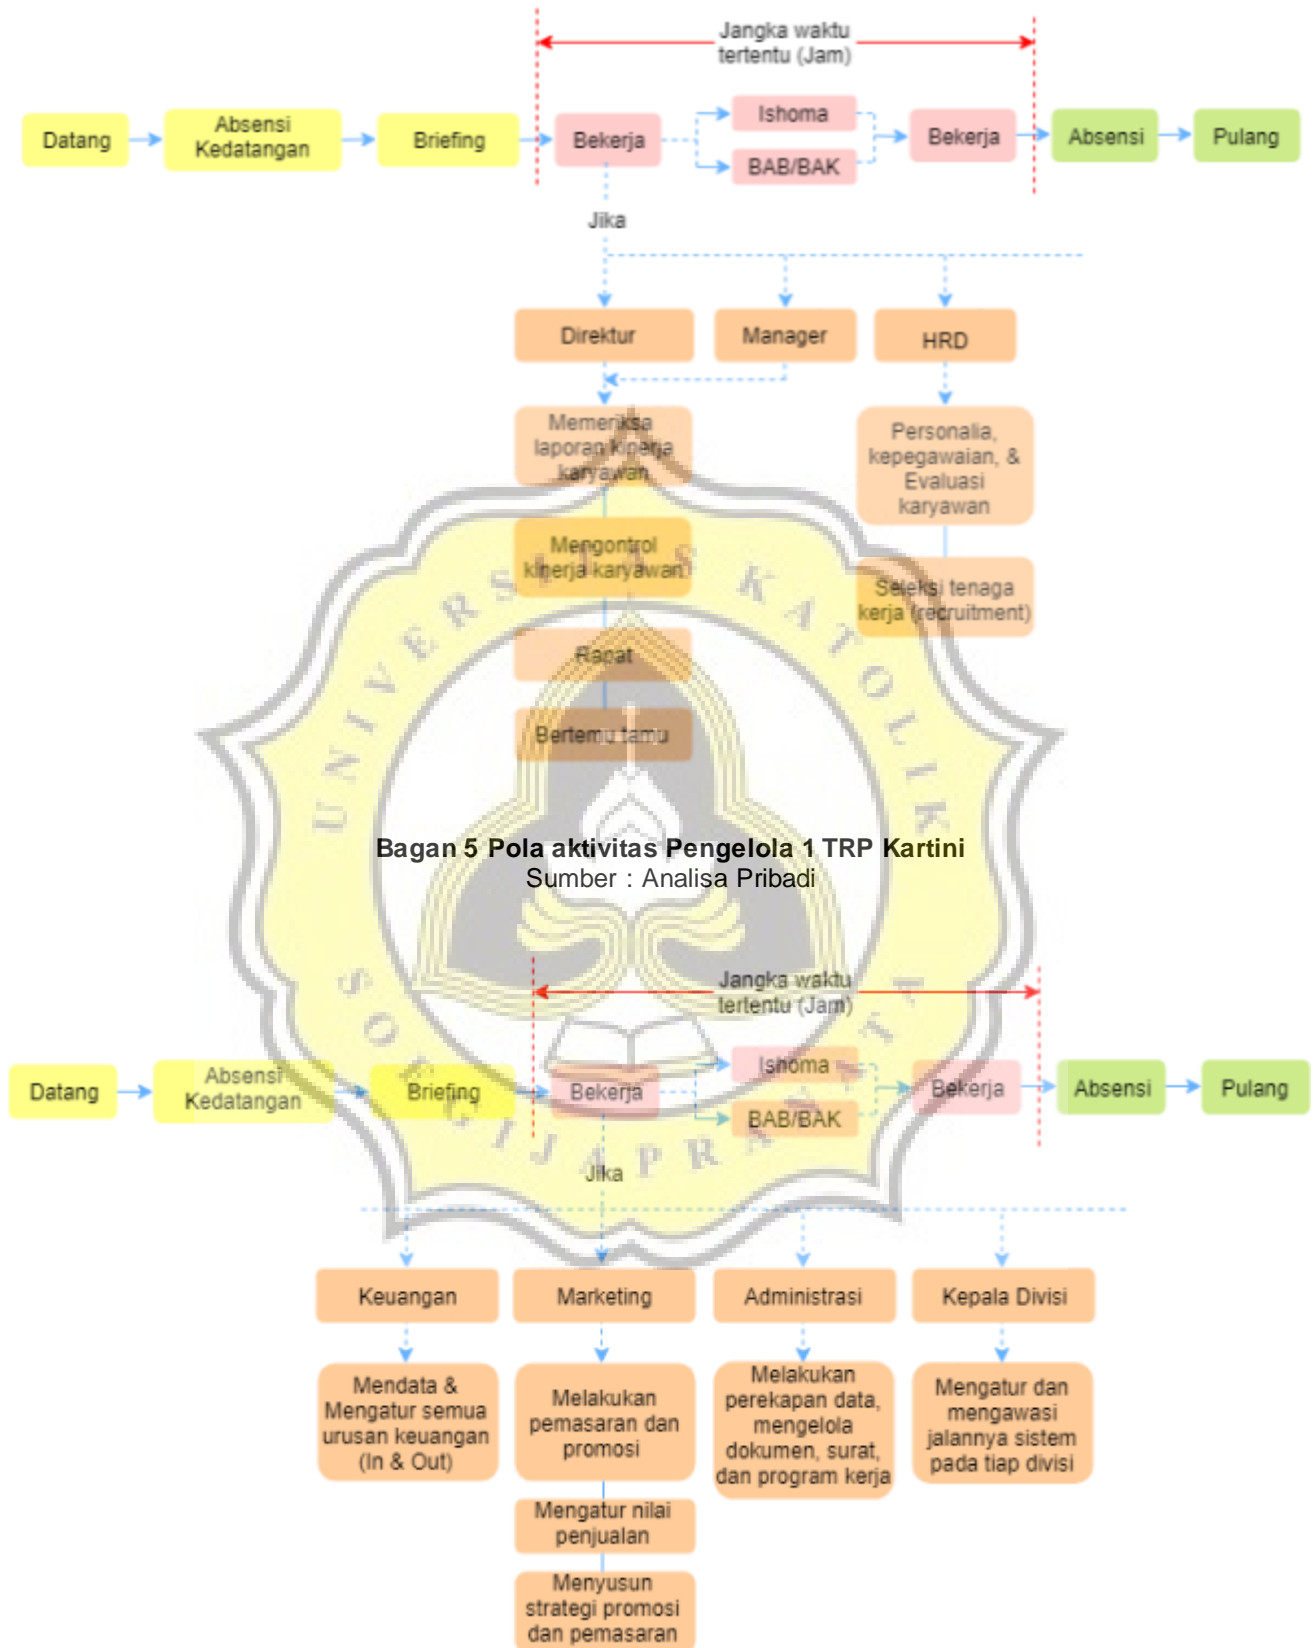 Jangka waktu
tertentu (Jam)
Datang
Absensi
Kedatangan
Briefing
Bekerja
Ishoma
BAB/BAK
Bekerja
Absensi
Pulang
Jika
Direktur
Manager
HRD
Memeriksa
laporan kinerja
karyawan
Personalia,
kepegawaian, &
Evaluasi
karyawan
Mengontrol
kinerja karyawan
Seleksi tenaga
kerja (recruitment)
Rapat
Bertemu tamu
UNIVERSITAS KATOLIK
SOEGIJAPRANATA
Bagan 5 Pola aktivitas Pengelola 1 TRP Kartini
Sumber : Analisa Pribadi
Jangka waktu
tertentu (Jam)
Datang
Absensi
Kedatangan
Briefing
Bekerja
Ishoma
BAB/BAK
Bekerja
Absensi
Pulang
Jika
Keuangan
Marketing
Administrasi
Kepala Divisi
Mendata &
Mengatur semua
urusan keuangan
(In & Out)
Melakukan
pemasaran dan
promosi
Melakukan
perekapan data,
mengelola
dokumen, surat,
dan program kerja
Mengatur dan
mengawasi
jalannya sistem
pada tiap divisi
Mengatur nilai
penjualan
Menyusun
strategi promosi
dan pemasaran